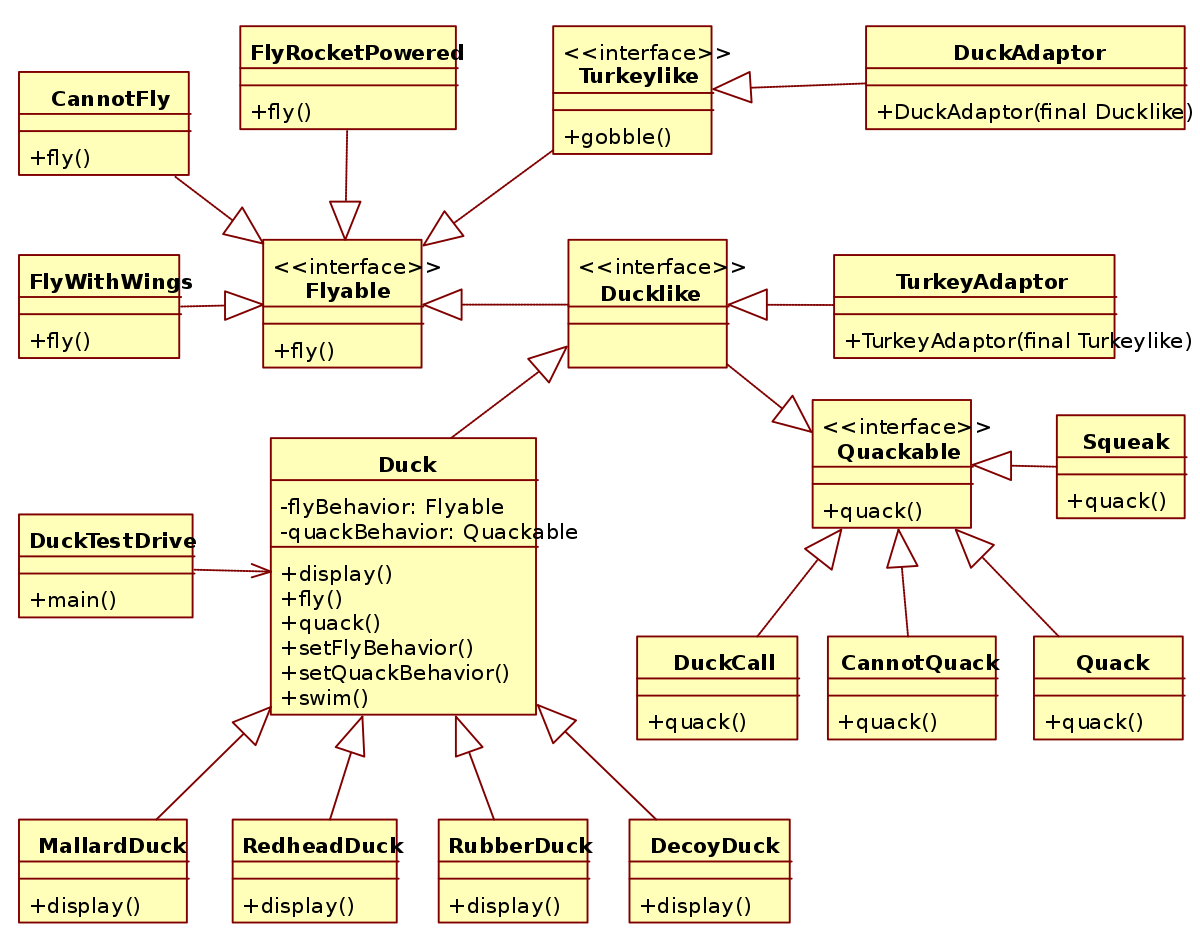 FlyRocketPowered
+fly()
<<interface>>
Turkeylike
+gobble()
DuckAdaptor
+DuckAdaptor(final Ducklike)
CannotFly
+fly()
FlyWithWings
+fly()
<<interface>>
Flyable
+fly()
<<interface>>
Ducklike
TurkeyAdaptor
+TurkeyAdaptor(final Turkeylike)
<<interface>>
Quackable
+quack()
Squeak
+quack()
Duck
-flyBehavior: Flyable
-quackBehavior: Quackable
+display()
+fly()
+quack()
+setFlyBehavior()
+setQuackBehavior()
+swim()
DuckTestDrive
+main()
DuckCall
+quack()
CannotQuack
+quack()
Quack
+quack()
MallardDuck
+display()
RedheadDuck
+display()
RubberDuck
+display()
DecoyDuck
+display()